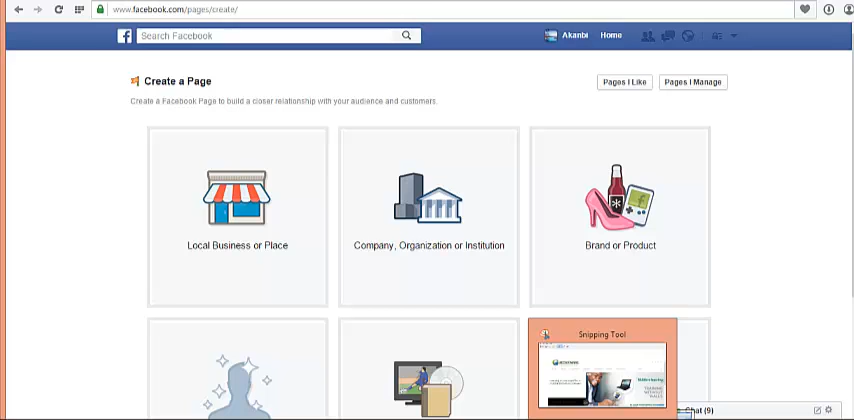 www.facebook.com/pages/create/
f Search Facebook Akanbi Home
Create a Page Pages I Like Pages I Manage
Create a Facebook Page to build a closer relationship with your audience and customers.
Local Business or Place Company, Organization or Institution Brand or Product
Snipping Tool
Chat (9)